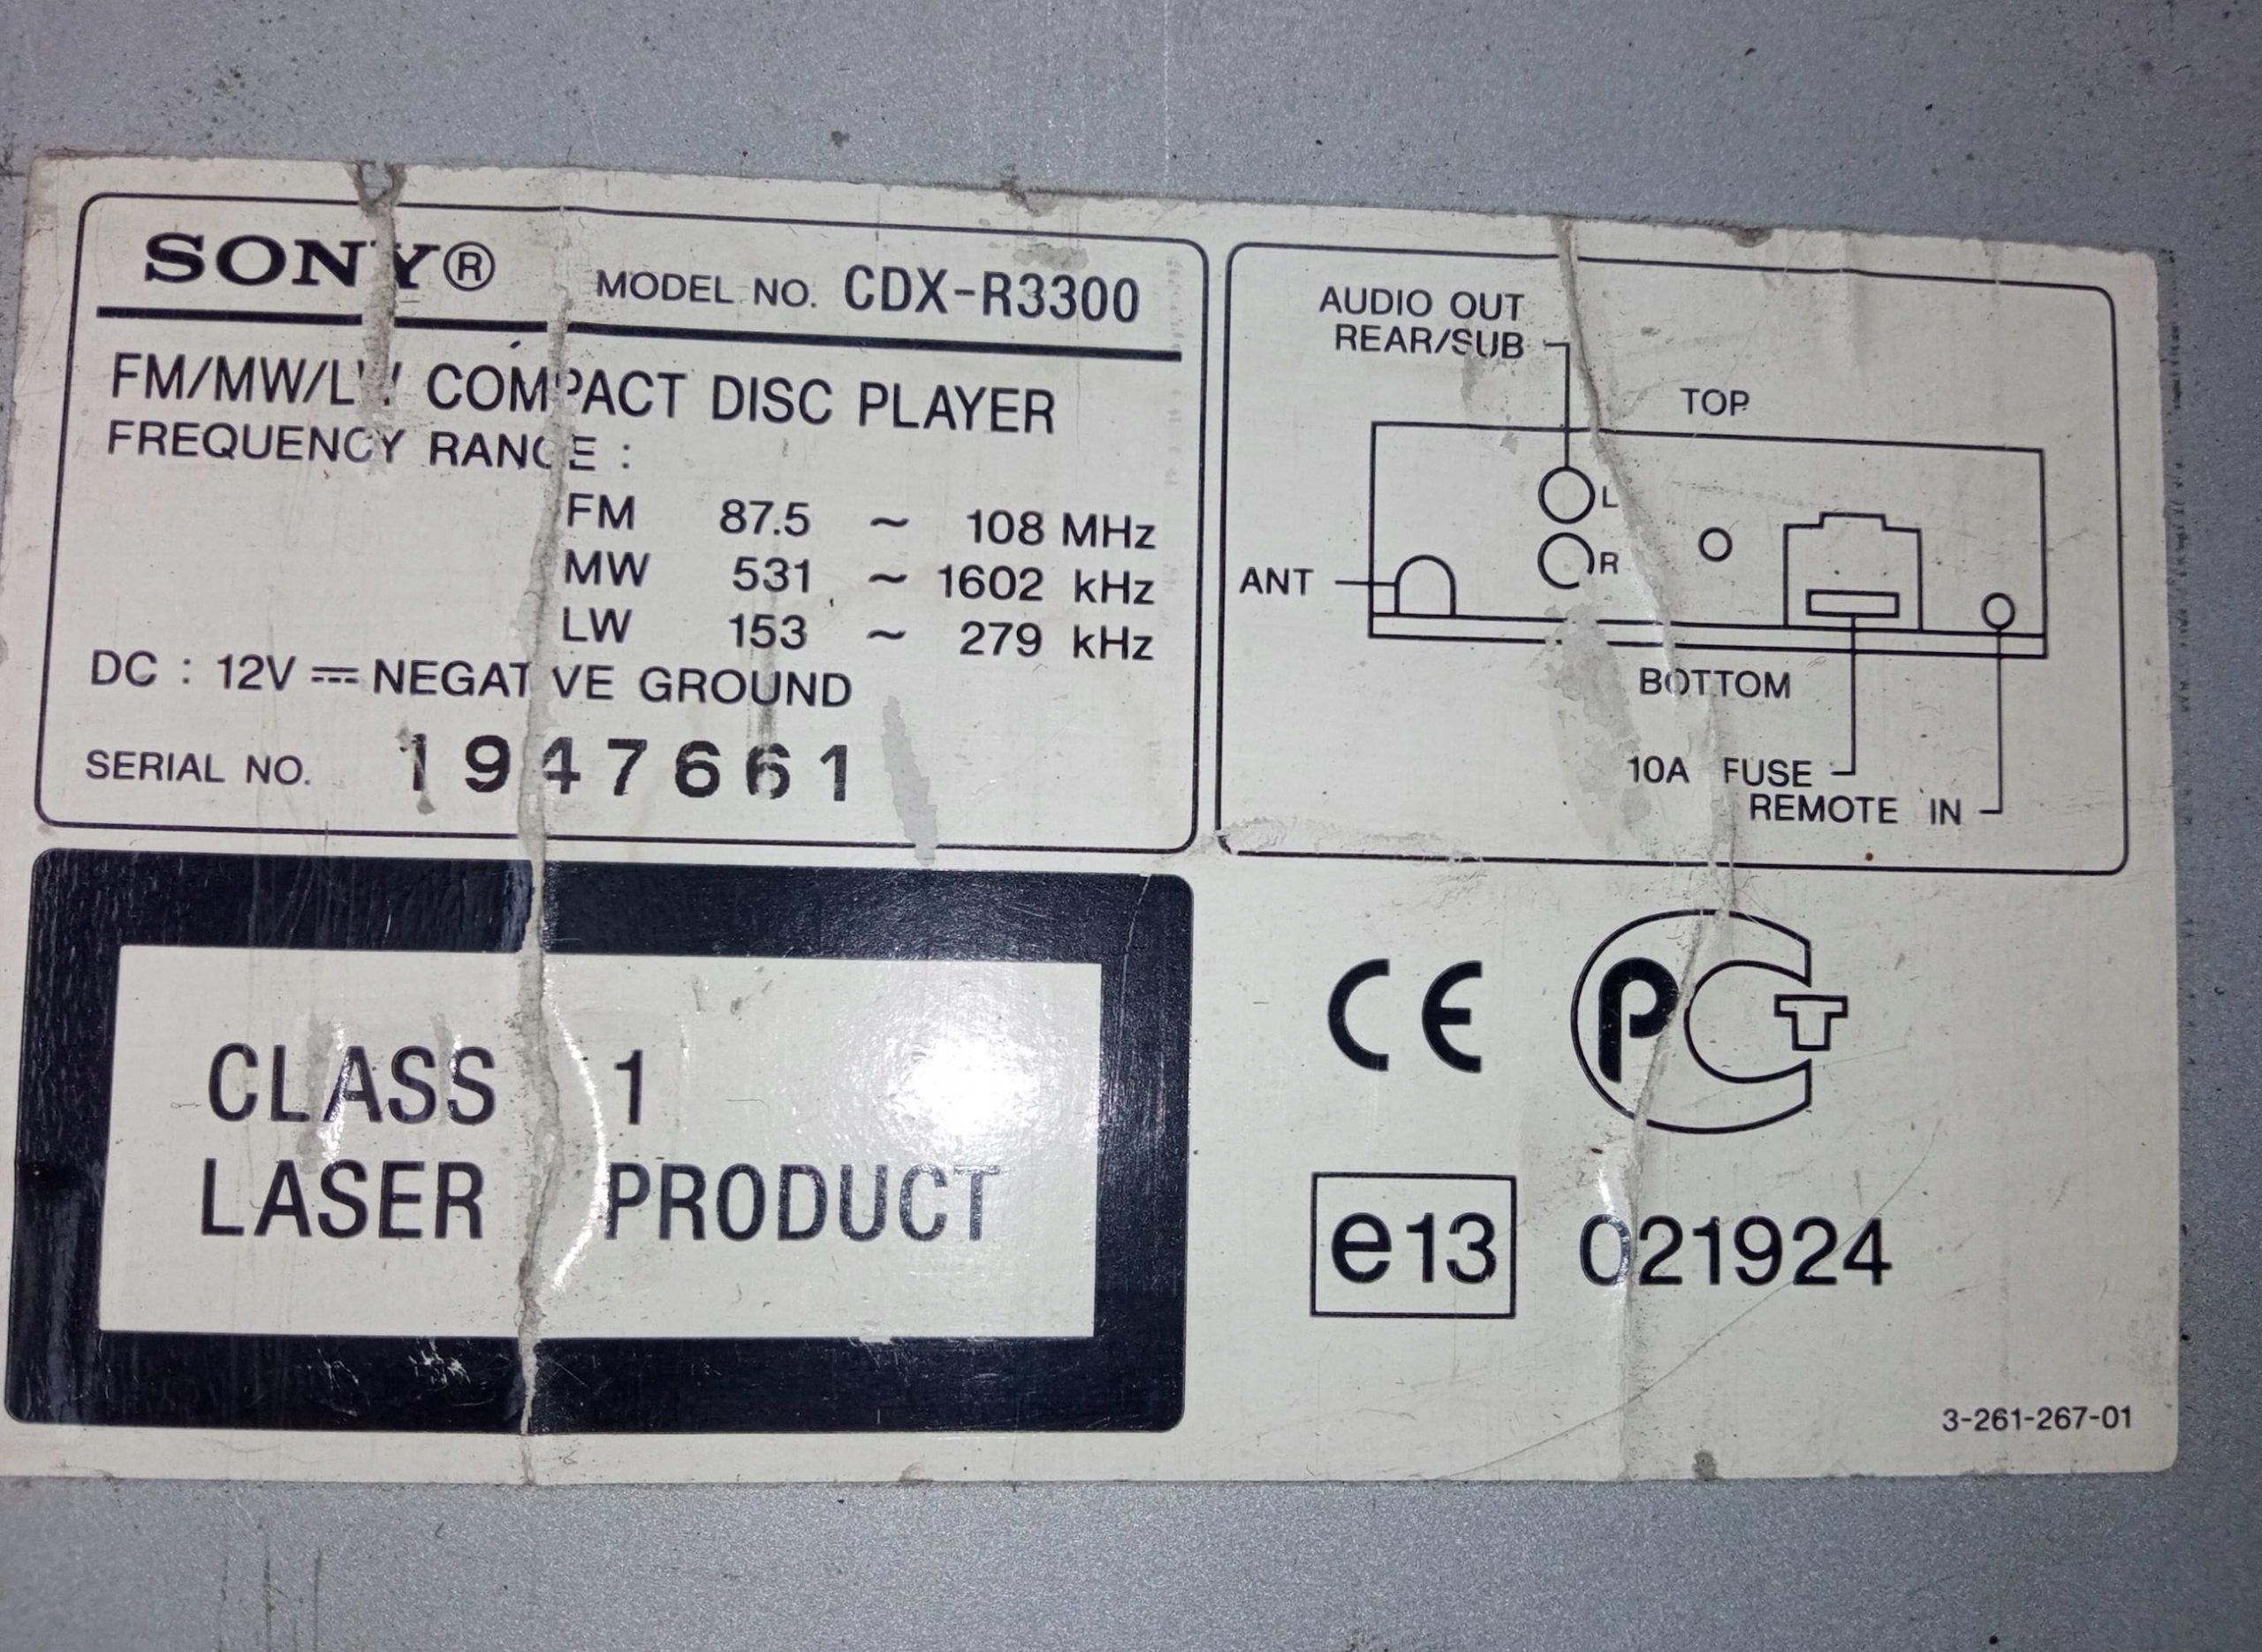 SONY®
MODEL NO. CDX-R3300
FM/MW/LW COMPACT DISC PLAYER
FREQUENCY RANGE :
FM 87.5 ~ 108 MHz
MW 531 ~ 1602 kHz
LW 153 ~ 279 kHz
DC : 12V ⎓ NEGATIVE GROUND
SERIAL NO. 1947661
AUDIO OUT
REAR/SUB
TOP
L
R
ANT
BOTTOM
10A FUSE
REMOTE IN
CLASS 1
LASER PRODUCT
CE PCT
e13 021924
3-261-267-01